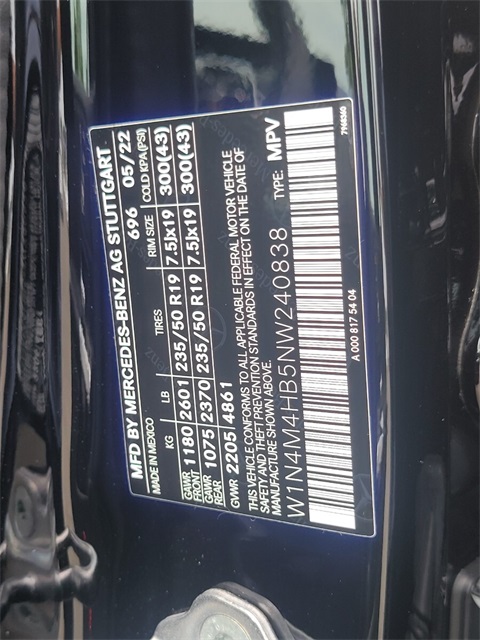 MFD BY MERCEDES-BENZ AG STUTTGART
MADE IN MEXICO 696 05/22
KG LB TIRES RIM SIZE COLD KPA(PSI)
GAWR FRONT 1180 2601 235/50 R19 7.5Jx19 300(43)
GAWR REAR 1075 2370 235/50 R19 7.5Jx19 300(43)
GVWR 2205 4861
THIS VEHICLE CONFORMS TO ALL APPLICABLE FEDERAL MOTOR VEHICLE
SAFETY AND THEFT PREVENTION STANDARDS IN EFFECT ON THE DATE OF
MANUFACTURE SHOWN ABOVE.
W1N4M4HB5NW240838 TYPE: MPV
A 000 817 54 04